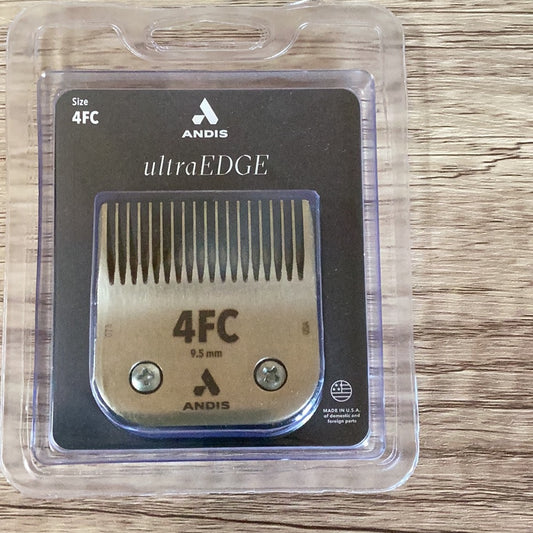 Size
4FC
ANDIS
ultraEDGE
4FC
9.5 mm
ANDIS
MADE IN U.S.A.
of domestic and
foreign parts